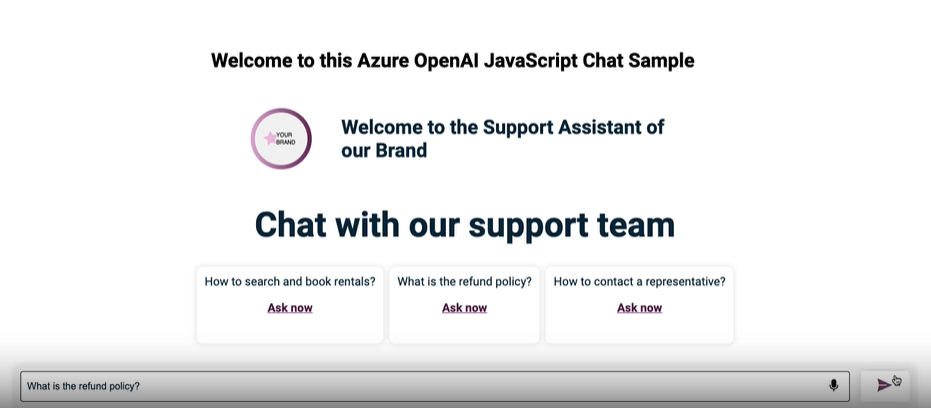 Welcome to this Azure OpenAI JavaScript Chat Sample
YOUR
BRAND
Welcome to the Support Assistant of
our Brand
Chat with our support team
How to search and book rentals?
Ask now
What is the refund policy?
Ask now
How to contact a representative?
Ask now
What is the refund policy?